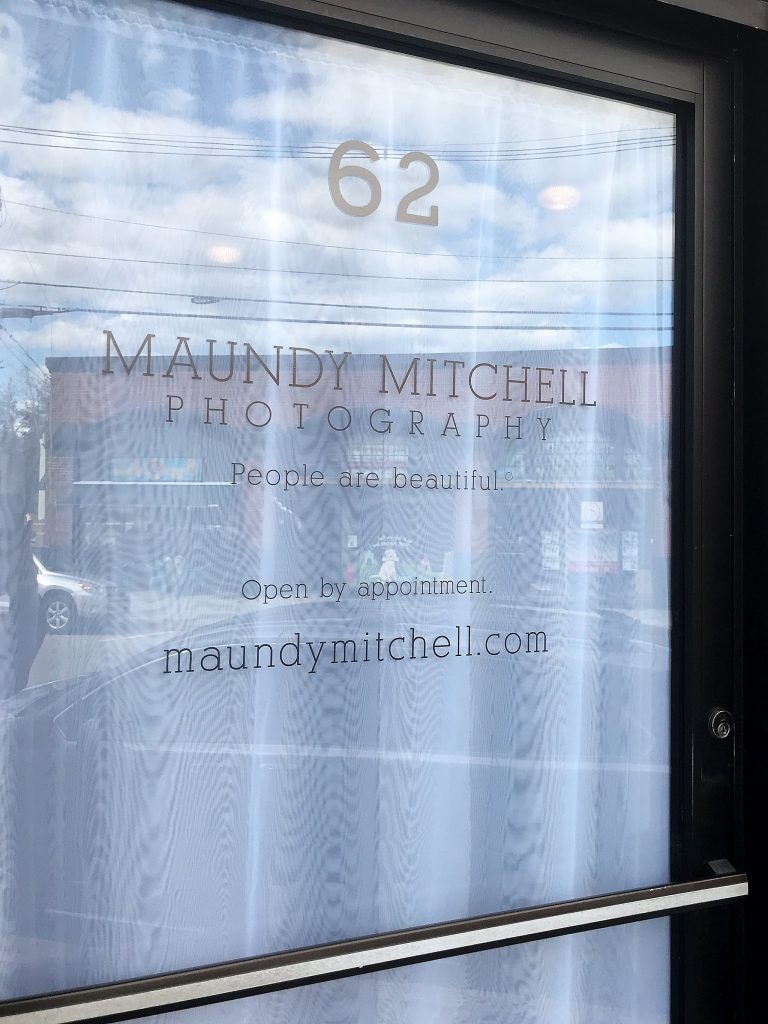 62
MAUNDY MITCHELL
PHOTOGRAPHY
People are beautiful.©
Open by appointment.
maundymitchell.com